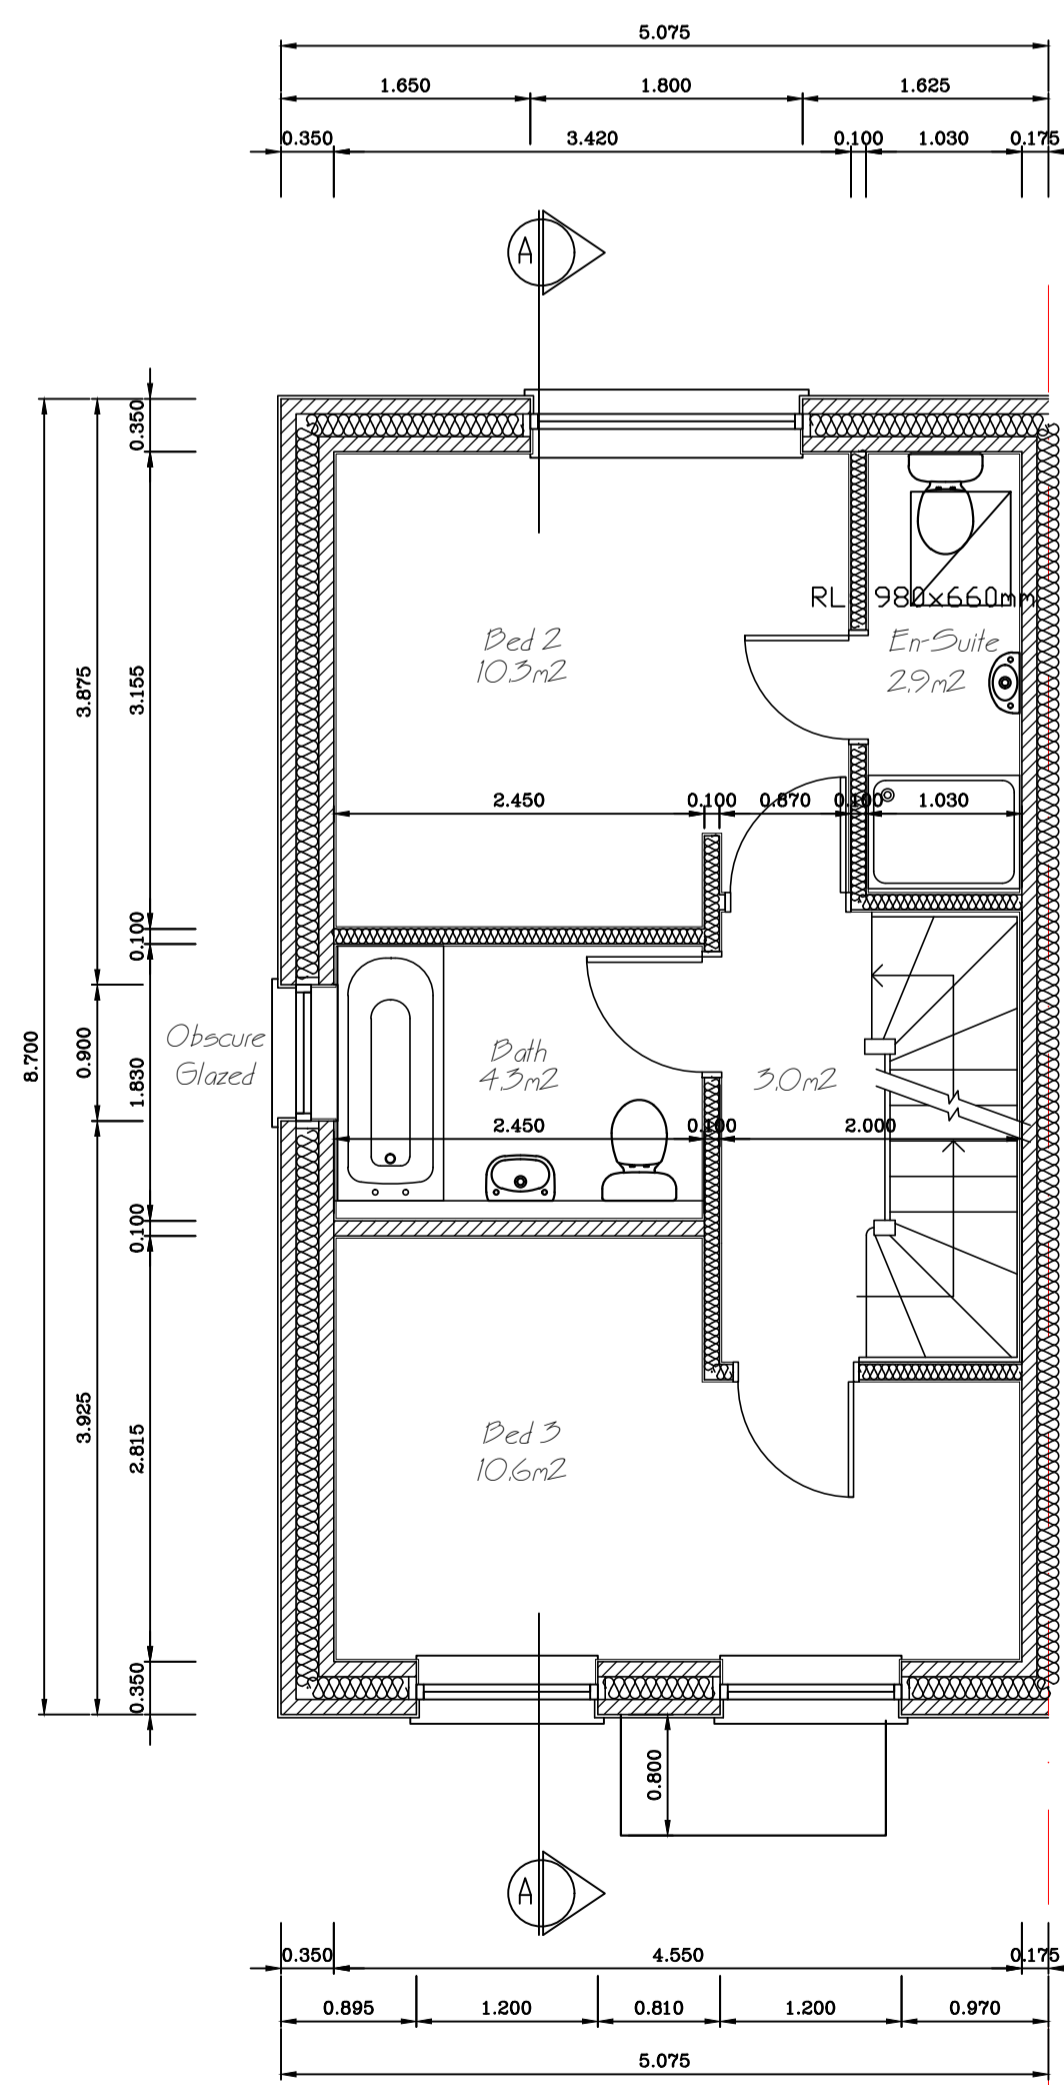 5.075
1.650 1.800 1.625
0.350 3.420 0.100 1.030 0.175
A
0.350
3.875
3.155
RL 980x660mm
Bed 2
10.3m2
En-Suite
2.9m2
2.450 0.100 0.870 0.100 1.030
0.100
8.700
0.900
1.830
Obscure
Glazed
Bath
4.3m2
3.0m2
2.450 0.100 2.000
0.100
3.925
2.815
Bed 3
10.6m2
0.350
0.800
A
0.350 4.550 0.175
0.895 1.200 0.810 1.200 0.970
5.075